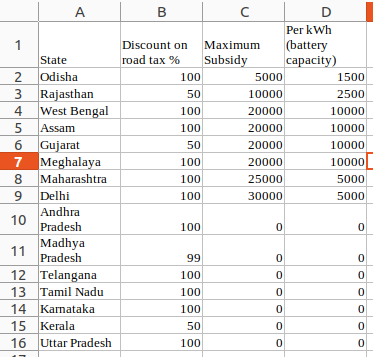 A B C D
1 State Discount on road tax % Maximum Subsidy Per kWh (battery capacity)
2 Odisha 100 5000 1500
3 Rajasthan 50 10000 2500
4 West Bengal 100 20000 10000
5 Assam 100 20000 10000
6 Gujarat 50 20000 10000
7 Meghalaya 100 20000 10000
8 Maharashtra 100 25000 5000
9 Delhi 100 30000 5000
10 Andhra Pradesh 100 0 0
11 Madhya Pradesh 99 0 0
12 Telangana 100 0 0
13 Tamil Nadu 100 0 0
14 Karnataka 100 0 0
15 Kerala 50 0 0
16 Uttar Pradesh 100 0 0